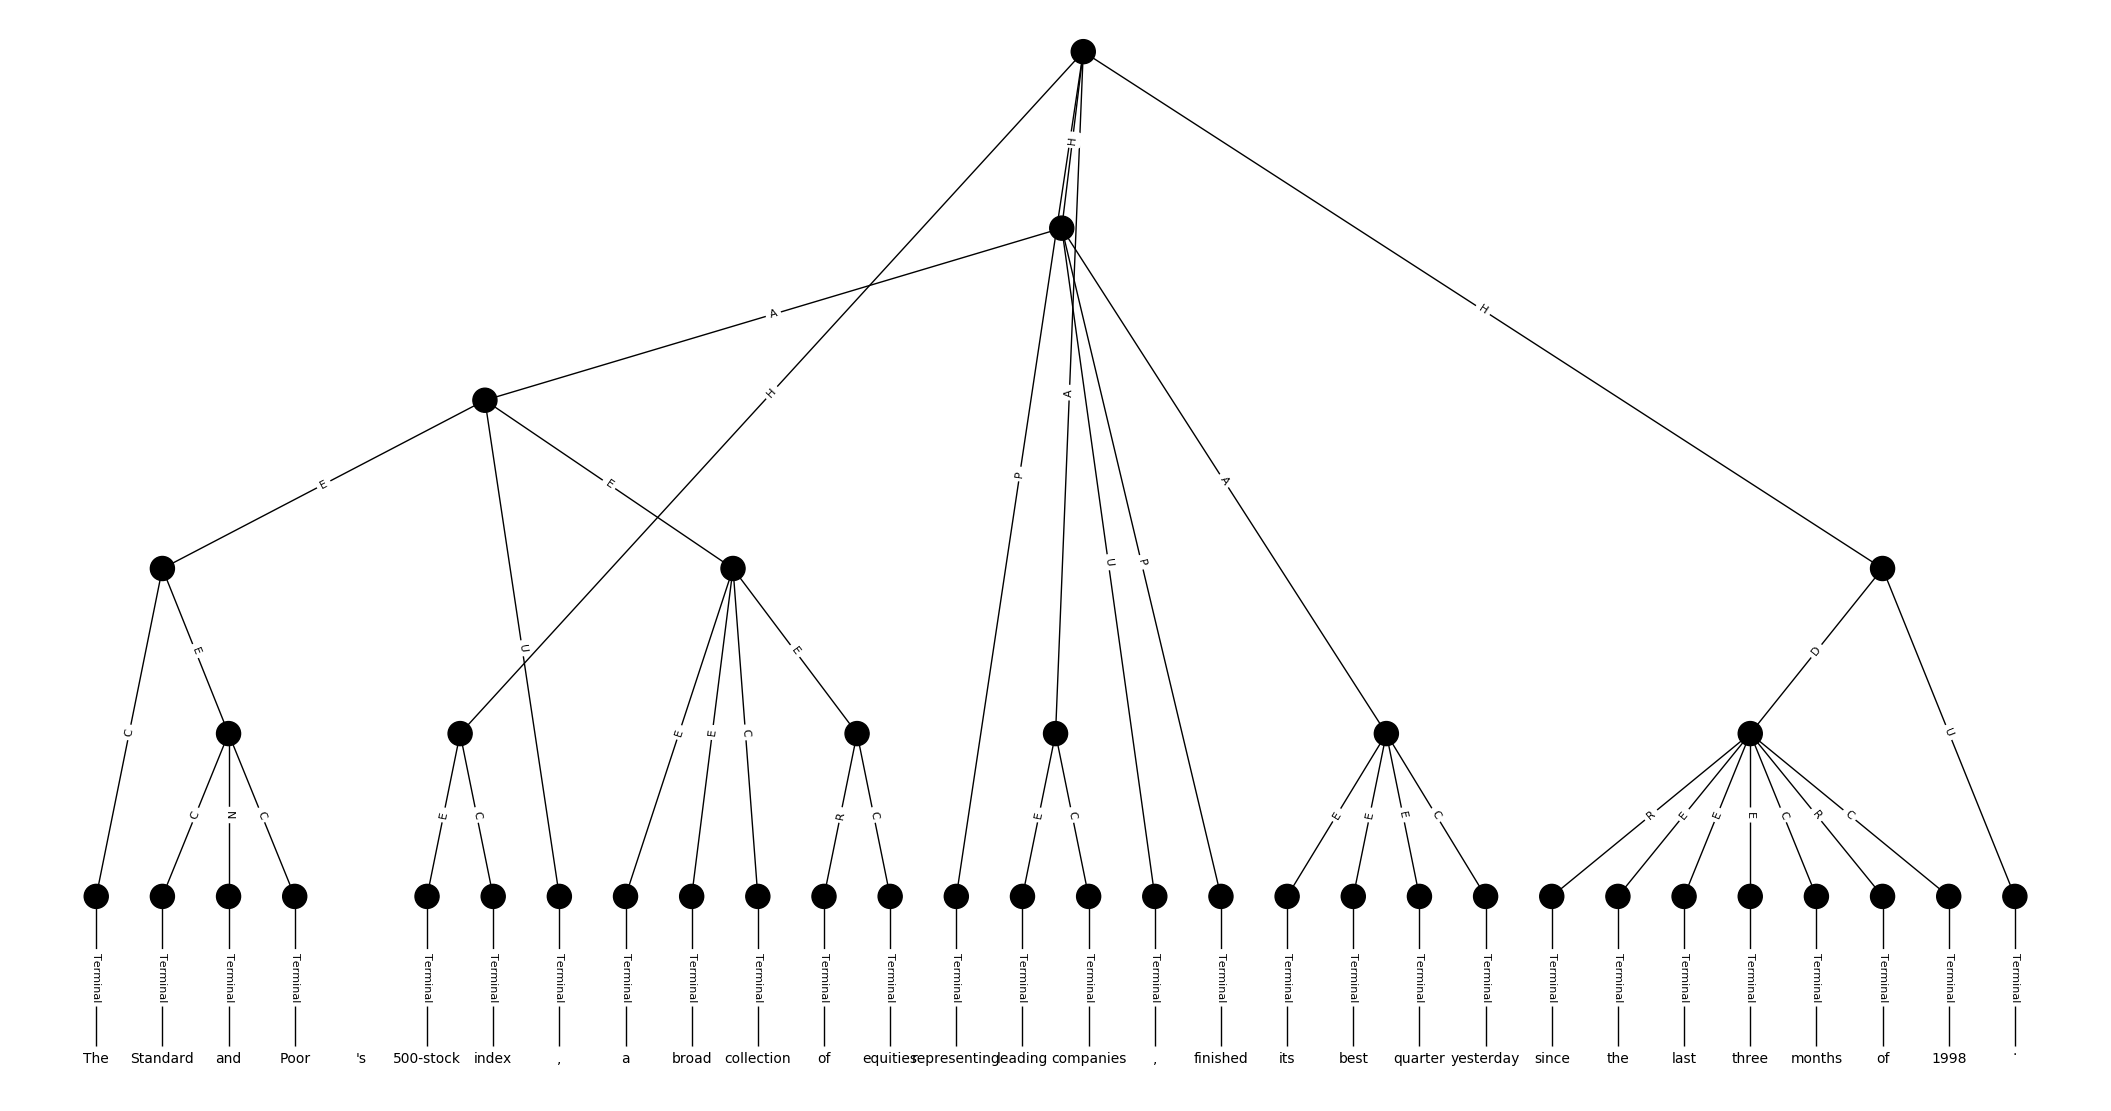 H
H
A
A
H
A
P
A
E
E
U
P
E
U
E
D
C
E
E
C
U
C
N
C
E
C
R
C
E
C
E
E
E
C
R
E
E
E
C
R
C
Terminal Terminal Terminal Terminal Terminal Terminal Terminal Terminal Terminal Terminal Terminal Terminal Terminal Terminal Terminal Terminal Terminal Terminal Terminal Terminal Terminal Terminal Terminal Terminal Terminal Terminal Terminal Terminal Terminal
The Standard and Poor 's 500-stock index , a broad collection of equities representing leading companies , finished its best quarter yesterday since the last three months of 1998 .